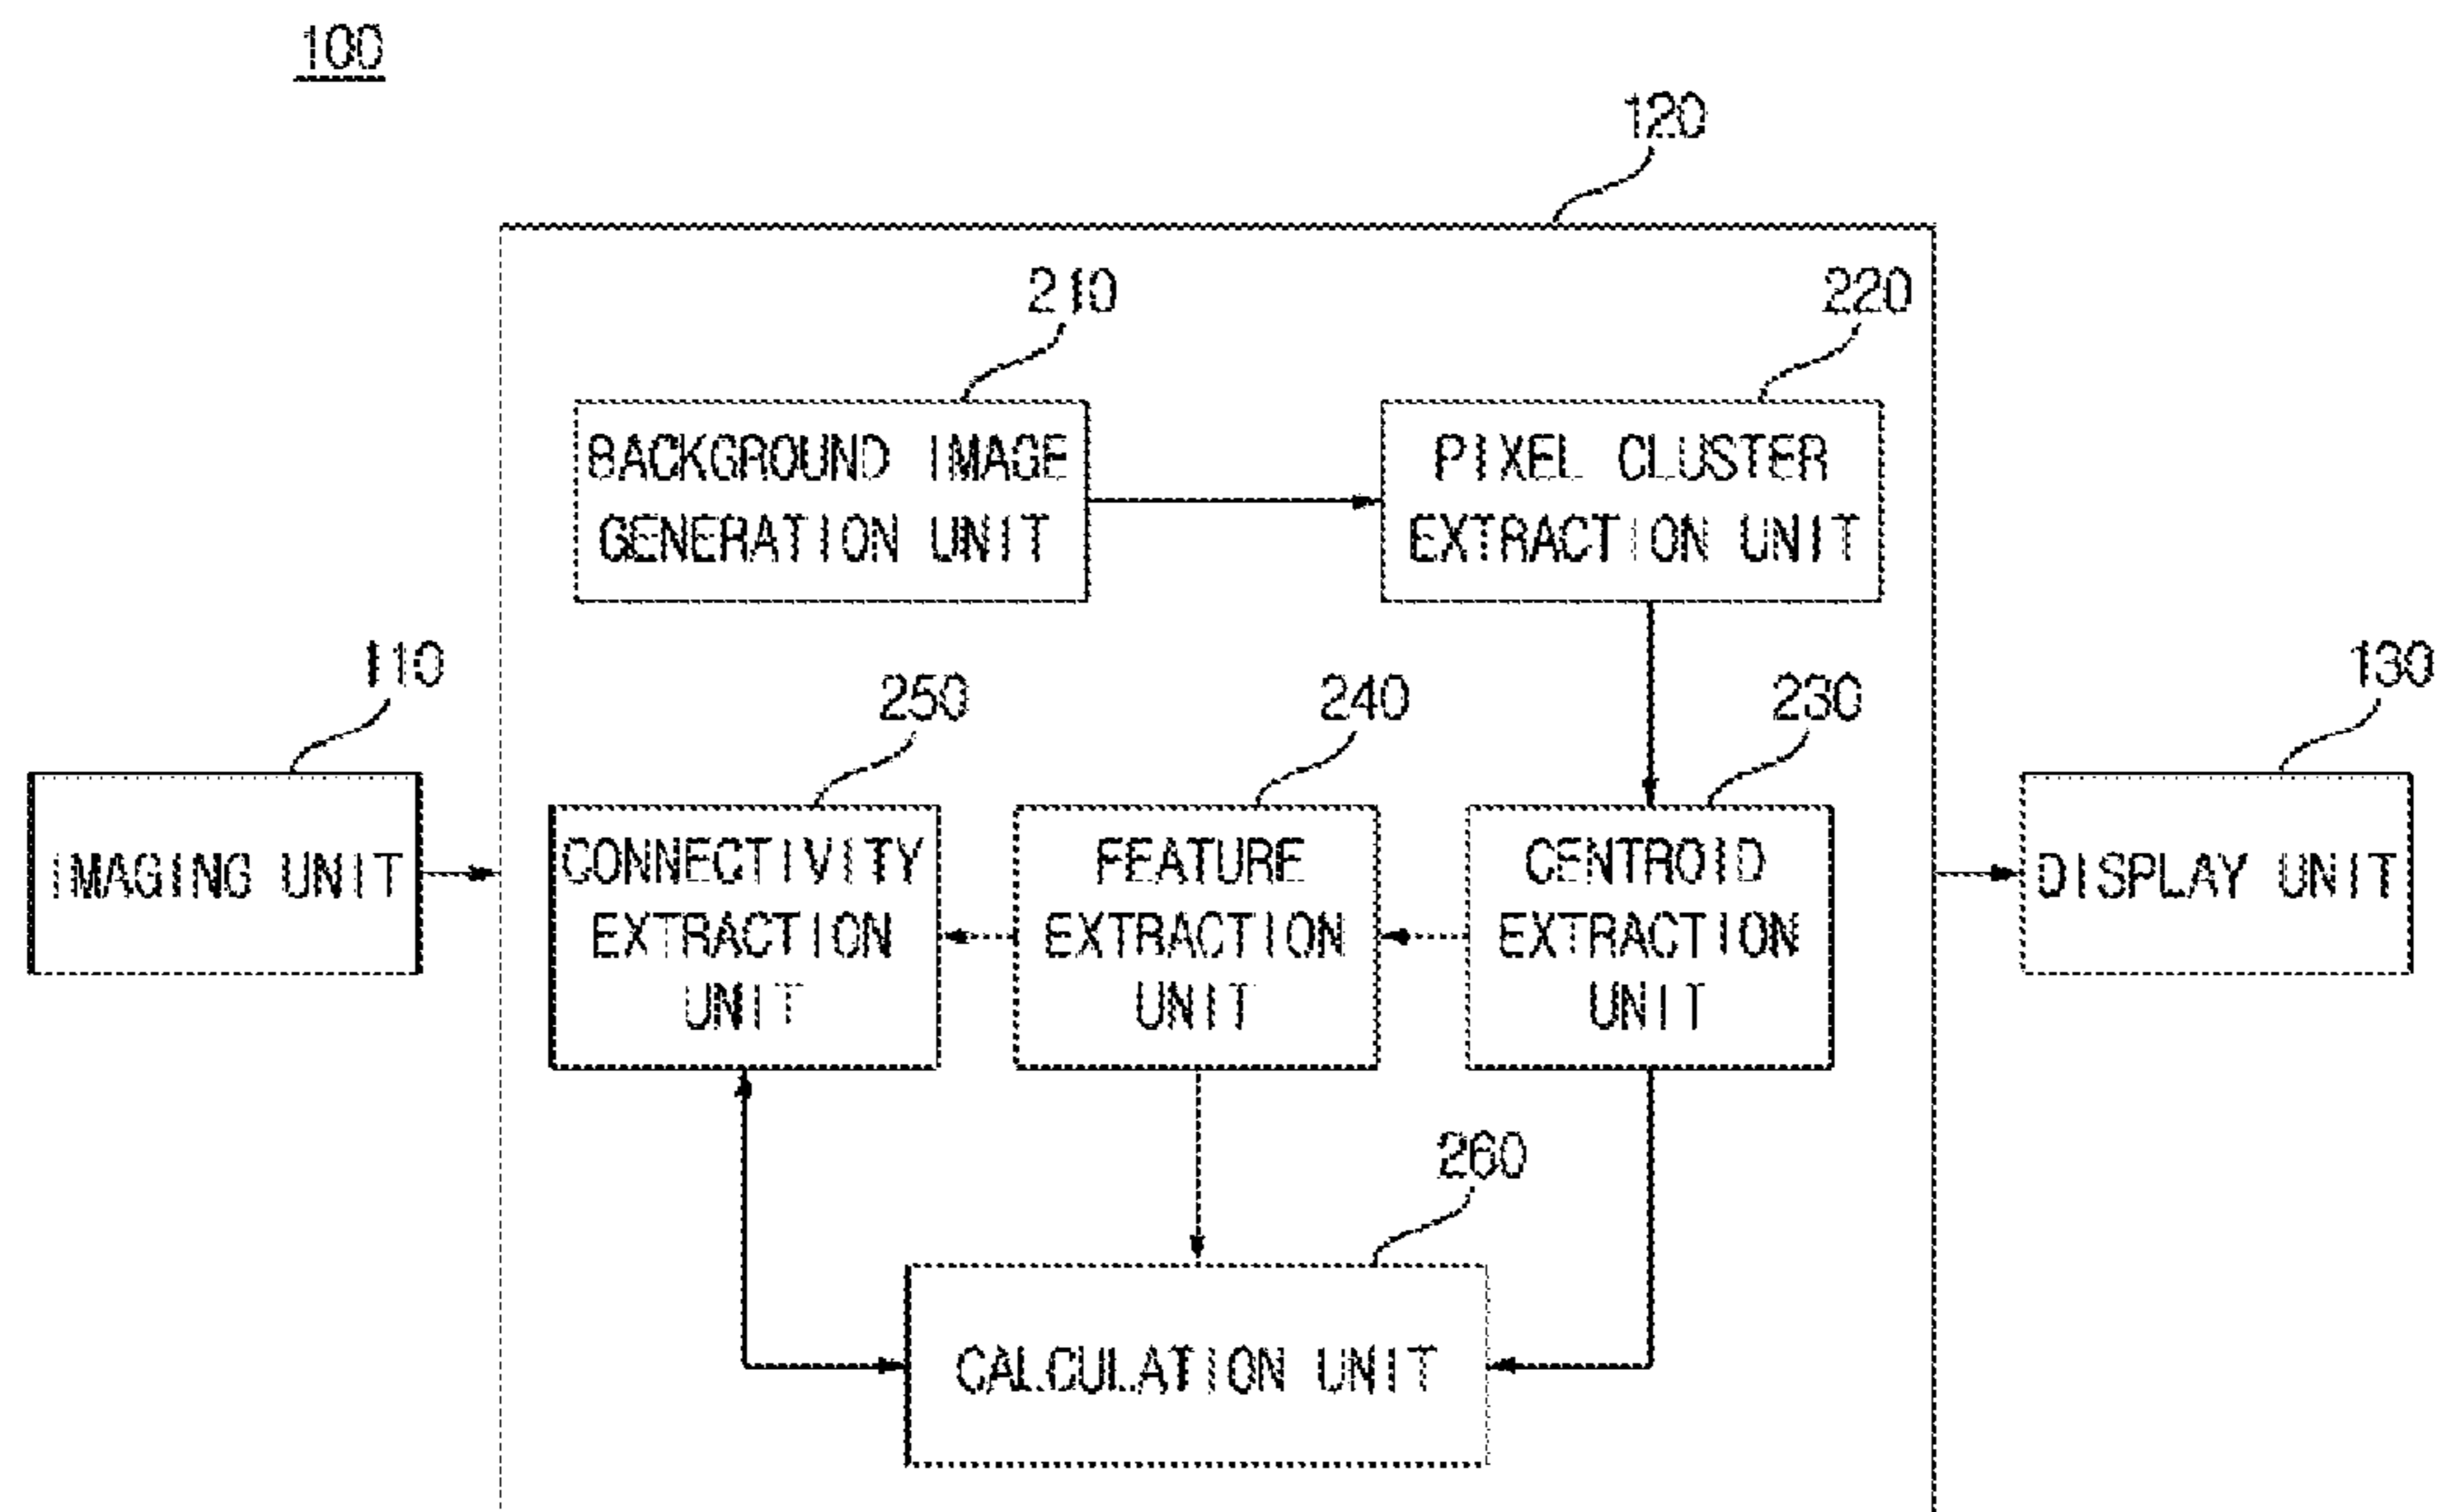 100
120
210
220
BACKGROUND IMAGE
GENERATION UNIT
PIXEL CLUSTER
EXTRACTION UNIT
110
250
240
230
130
IMAGING UNIT
CONNECTIVITY
EXTRACTION
UNIT
FEATURE
EXTRACTION
UNIT
CENTROID
EXTRACTION
UNIT
DISPLAY UNIT
260
CALCULATION UNIT